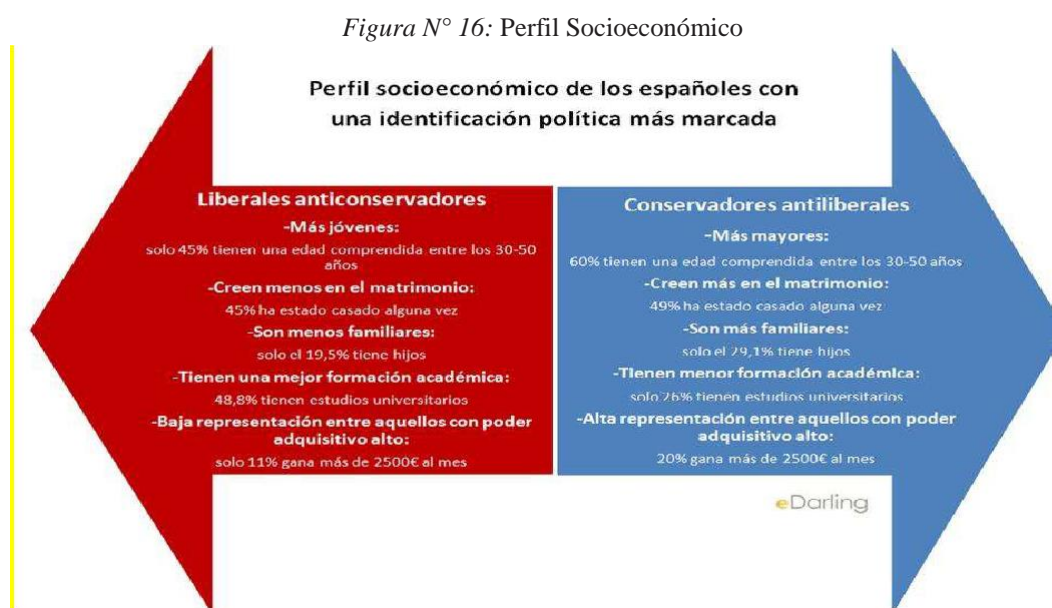 Figura N° 16: Perfil Socioeconómico
Perfil socioeconómico de los españoles con
una identificación política más marcada
Liberales anticonservadores
-Más jóvenes:
solo 45% tienen una edad comprendida entre los 30-50
años
-Creen menos en el matrimonio:
45% ha estado casado alguna vez
-Son menos familiares:
solo el 19,5% tiene hijos
-Tienen una mejor formación académica:
48,8% tienen estudios universitarios
-Baja representación entre aquellos con poder
adquisitivo alto:
solo 11% gana más de 2500€ al mes
Conservadores antiliberales
-Más mayores:
60% tienen una edad comprendida entre los 30-50 años
-Creen más en el matrimonio:
49% ha estado casado alguna vez
-Son más familiares:
solo el 29,1% tiene hijos
-Tienen menor formación académica:
solo 26% tienen estudios universitarios
-Alta representación entre aquellos con poder
adquisitivo alto:
20% gana más de 2500€ al mes
eDarling